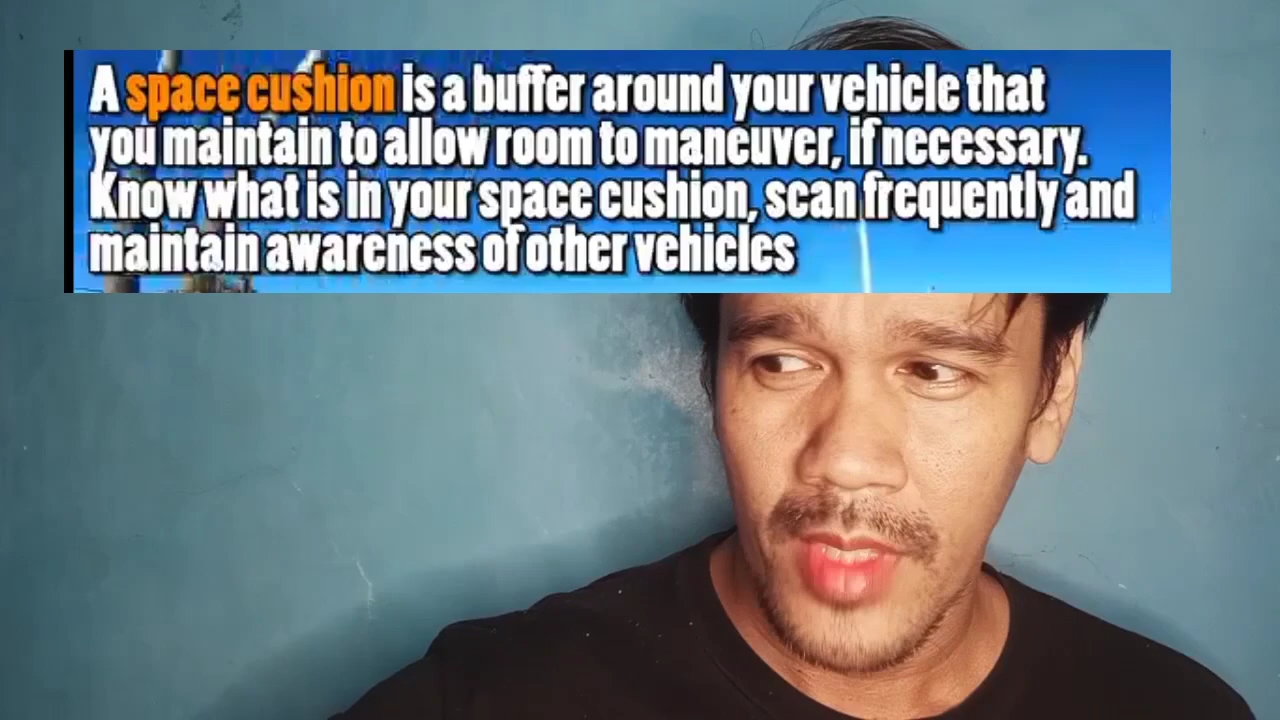 A space cushion is a buffer around your vehicle that
you maintain to allow room to maneuver, if necessary.
Know what is in your space cushion, scan frequently and
maintain awareness of other vehicles